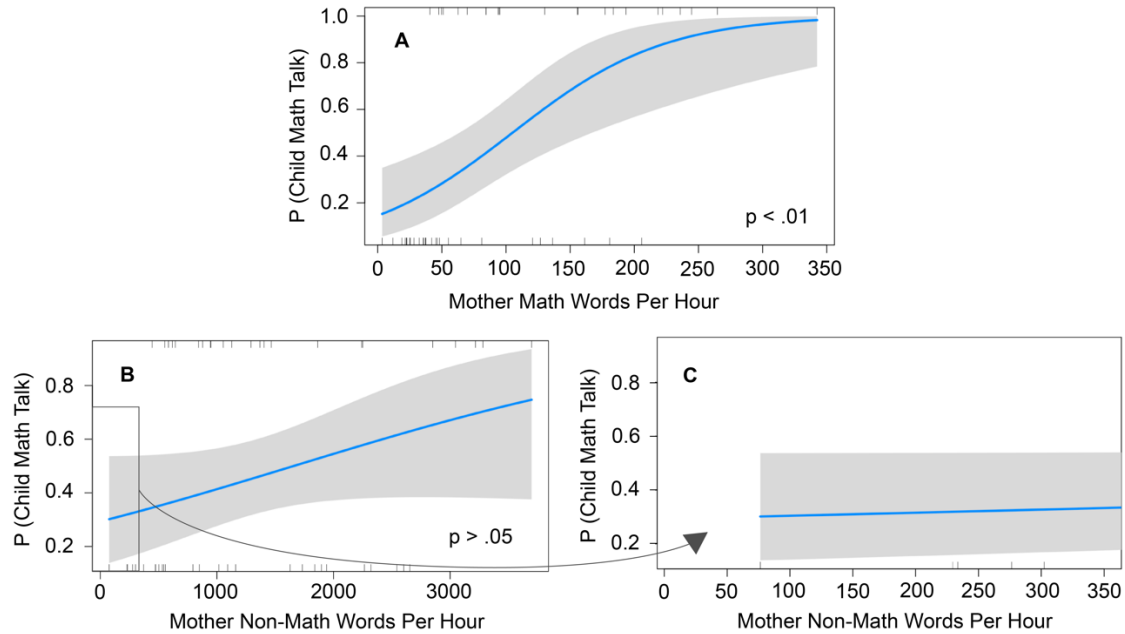 A
P (Child Math Talk)
1.0
0.8
0.6
0.4
0.2
p < .01
0 50 100 150 200 250 300 350
Mother Math Words Per Hour
B
P (Child Math Talk)
0.8
0.6
0.4
0.2
p > .05
0 1000 2000 3000
Mother Non-Math Words Per Hour
C
P (Child Math Talk)
0.8
0.6
0.4
0.2
0 50 100 150 200 250 300 350
Mother Non-Math Words Per Hour